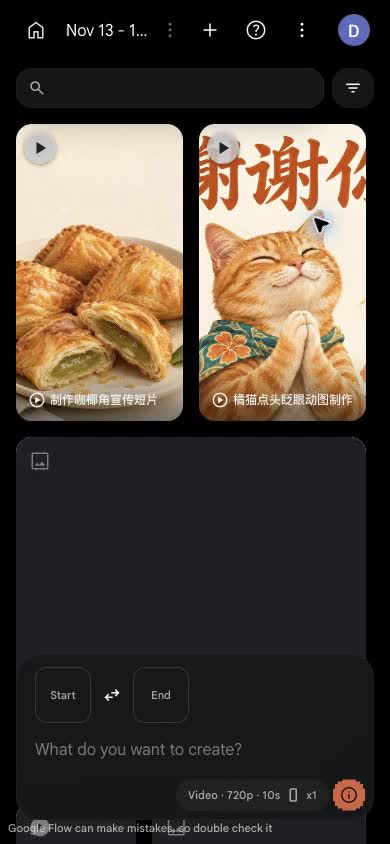 Nov 13 - 1...
D
謝謝你
制作咖椰角宣传短片
橘猫点头眨眼动图制作
Start
End
What do you want to create?
Video · 720p · 10s
x1
Google Flow can make mistakes, so double check it